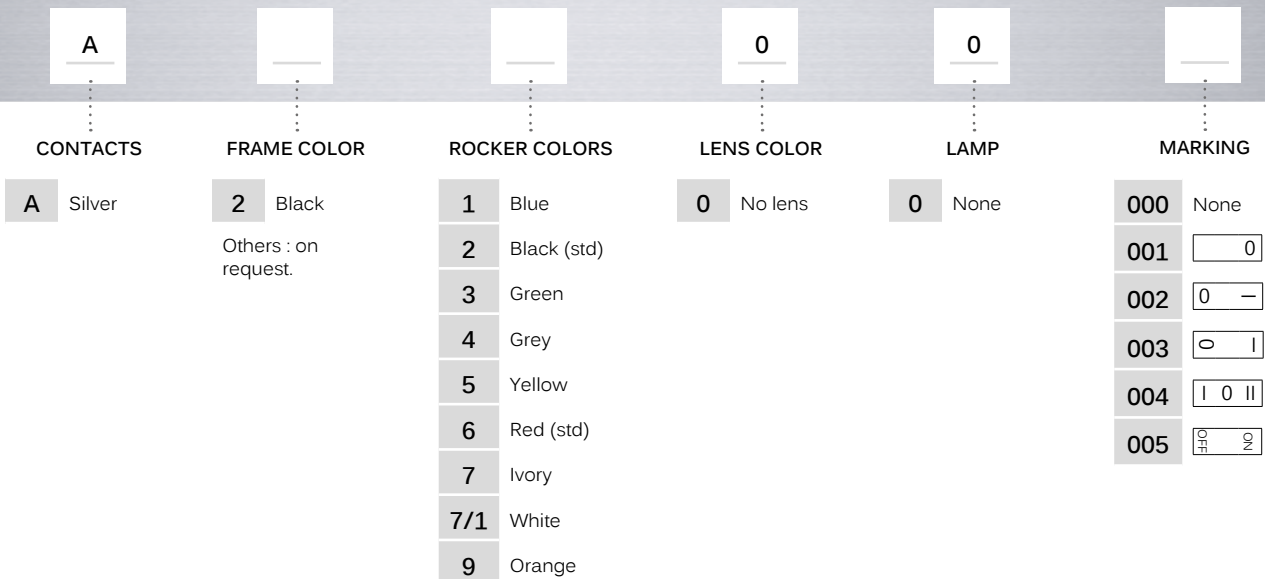 A 0 0
CONTACTS FRAME COLOR ROCKER COLORS LENS COLOR LAMP MARKING
A Silver
2 Black
Others : on
request.
1 Blue
2 Black (std)
3 Green
4 Grey
5 Yellow
6 Red (std)
7 Ivory
7/1 White
9 Orange
0 No lens
0 None
000 None
001 0
002 0 —
003 0 |
004 I 0 II
005 OFF ON